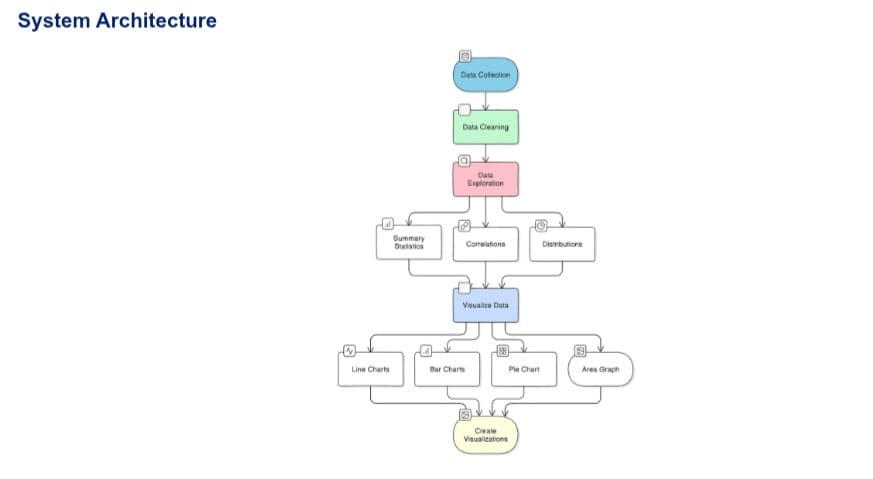 System Architecture
Data Collection
Data Cleaning
Data
Exploration
Summary
Statistics
Correlations
Distributions
Visualize Data
Line Charts
Bar Charts
Pie Chart
Area Graph
Create
Visualizations